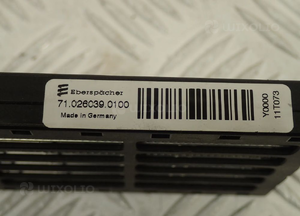 Eberspächer
71.026039.0100
Made in Germany
Y0000
11T073